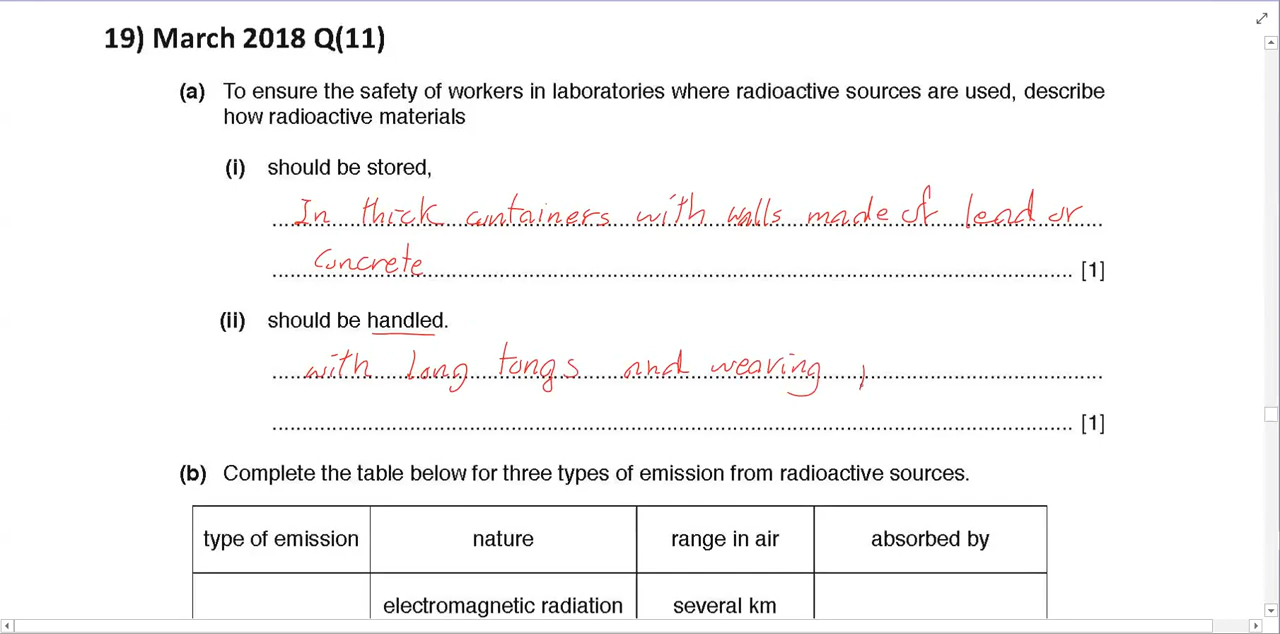 19) March 2018 Q(11)
(a) To ensure the safety of workers in laboratories where radioactive sources are used, describe
how radioactive materials
(i) should be stored,
In thick containers with walls made of lead or
concrete
[1]
(ii) should be handled.
with long tongs and wearing
[1]
(b) Complete the table below for three types of emission from radioactive sources.
type of emission nature range in air absorbed by
electromagnetic radiation several km